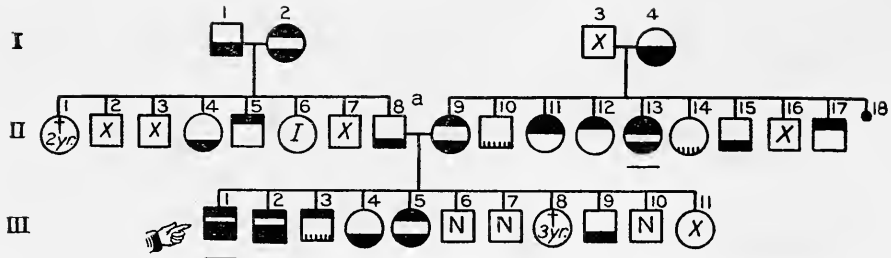 1 2 3 4
I X
1 2 3 4 5 6 7 8 a 9 10 11 12 13 14 15 16 17 18
II † 2yr. X X I X X
1 2 3 4 5 6 7 8 9 10 11
III N N † 3yr. N X